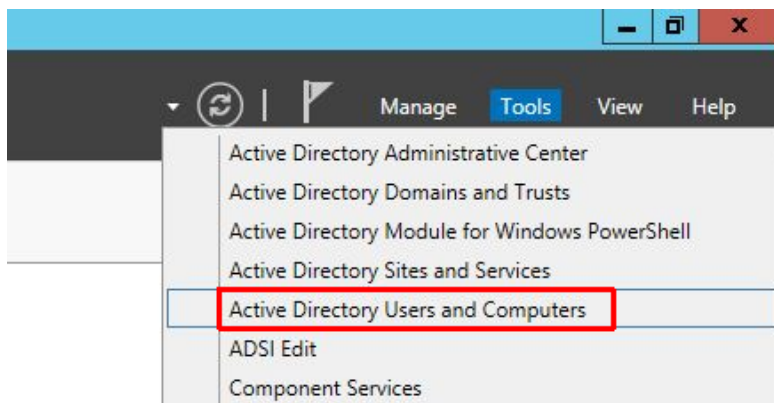 Manage Tools View Help
Active Directory Administrative Center
Active Directory Domains and Trusts
Active Directory Module for Windows PowerShell
Active Directory Sites and Services
Active Directory Users and Computers
ADSI Edit
Component Services